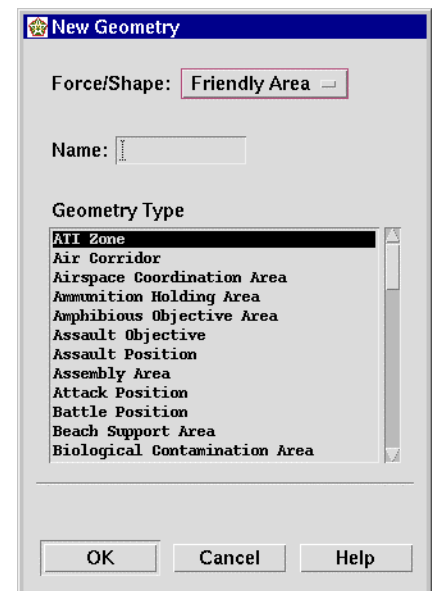 New Geometry
Force/Shape: Friendly Area
Name:
Geometry Type
ATI Zone
Air Corridor
Airspace Coordination Area
Ammunition Holding Area
Amphibious Objective Area
Assault Objective
Assault Position
Assembly Area
Attack Position
Battle Position
Beach Support Area
Biological Contamination Area
OK Cancel Help